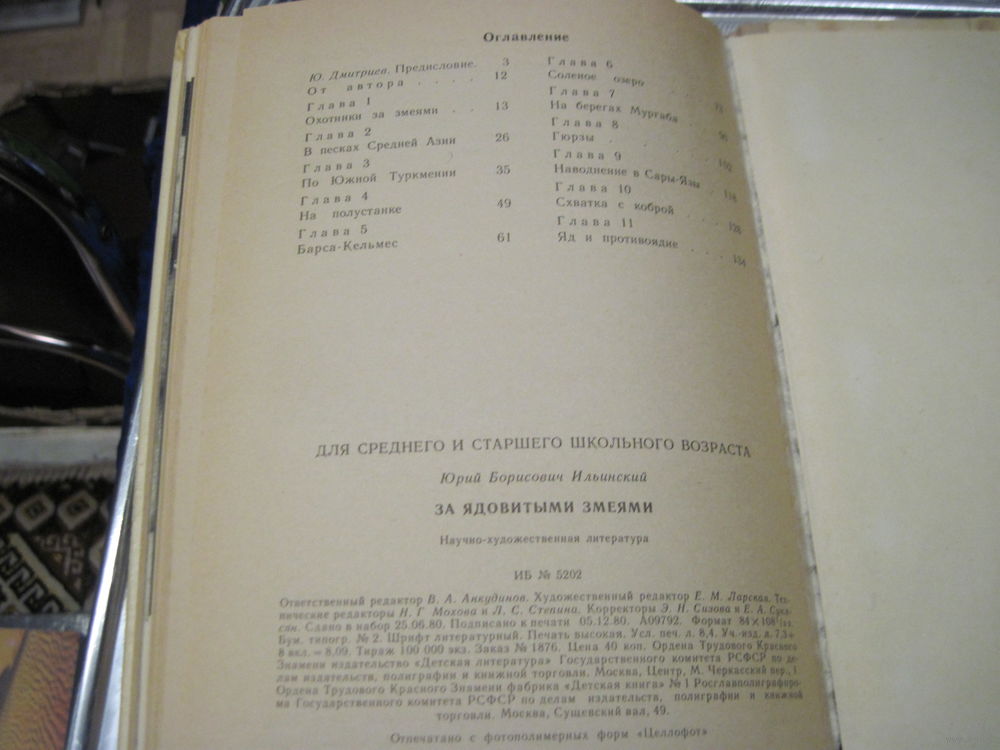 Оглавление
Ю. Дмитриев. Предисловие. 3
От автора . . . . 12
Глава 1
Охотники за змеями . . 13
Глава 2
В песках Средней Азии 26
Глава 3
По Южной Туркмении 35
Глава 4
На полустанке 49
Глава 5
Барса-Кельмес 61
Глава 6
Соленое озеро
Глава 7
На берегах Мургаба
Глава 8
Гюрзы . 102
Глава 9
Наводнение в Сары-Язы .
Глава 10
Схватка с коброй . . 128
Глава 11
Яд и противоядие . . 134
ДЛЯ СРЕДНЕГО И СТАРШЕГО ШКОЛЬНОГО ВОЗРАСТА
Юрий Борисович Ильинский
ЗА ЯДОВИТЫМИ ЗМЕЯМИ
Научно-художественная литература
ИБ № 5202
Ответственный редактор В. А. Анкудинов. Художественный редактор Е. М. Ларская. Тех-
нические редакторы Н. Г. Мохова и Л. С. Степина. Корректоры Э. Н. Сизова и Е. А. Сука-
сян. Сдано в набор 25.06.80. Подписано к печати 05.12.80. А09792. Формат 84×108¹/₃₂.
Бум. типогр. № 2. Шрифт литературный. Печать высокая. Усл. печ. л. 8,4. Уч.-изд. л. 7,3+
8 вкл. = 8,09. Тираж 100 000 экз. Заказ № 1876. Цена 40 коп. Ордена Трудового Красного
Знамени издательство «Детская литература» Государственного комитета РСФСР по де-
лам издательств, полиграфии и книжной торговли. Москва, Центр, М. Черкасский пер., 1.
Ордена Трудового Красного Знамени фабрика «Детская книга» № 1 Росглавполиграфпро-
ма Государственного комитета РСФСР по делам издательств, полиграфии и книжной
торговли. Москва, Сущевский вал, 49.
Отпечатано с фотополимерных форм «Целлофот»